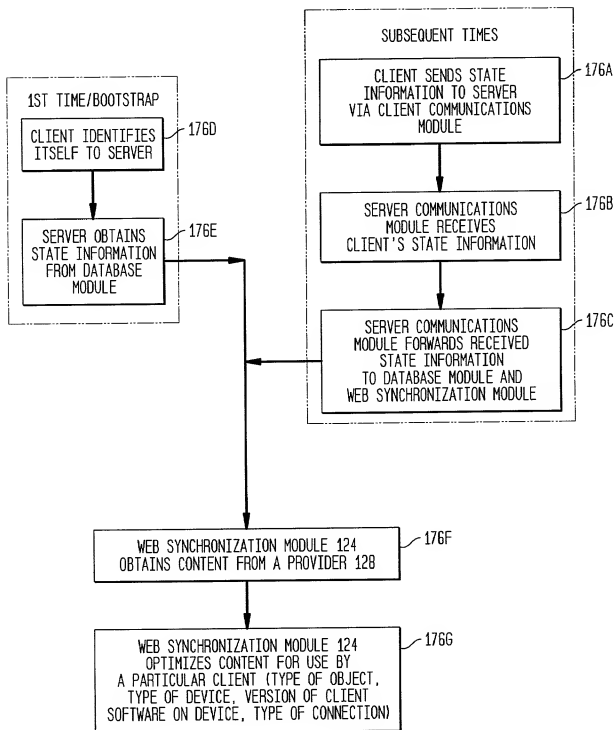 1ST TIME/BOOTSTRAP
CLIENT IDENTIFIES
ITSELF TO SERVER
176D
SERVER OBTAINS
STATE INFORMATION
FROM DATABASE
MODULE
176E
SUBSEQUENT TIMES
CLIENT SENDS STATE
INFORMATION TO SERVER
VIA CLIENT COMMUNICATIONS
MODULE
176A
SERVER COMMUNICATIONS
MODULE RECEIVES
CLIENT'S STATE INFORMATION
176B
SERVER COMMUNICATIONS
MODULE FORWARDS RECEIVED
STATE INFORMATION
TO DATABASE MODULE AND
WEB SYNCHRONIZATION MODULE
176C
WEB SYNCHRONIZATION MODULE 124
OBTAINS CONTENT FROM A PROVIDER 128
176F
WEB SYNCHRONIZATION MODULE 124
OPTIMIZES CONTENT FOR USE BY
A PARTICULAR CLIENT (TYPE OF OBJECT,
TYPE OF DEVICE, VERSION OF CLIENT
SOFTWARE ON DEVICE, TYPE OF CONNECTION)
176G